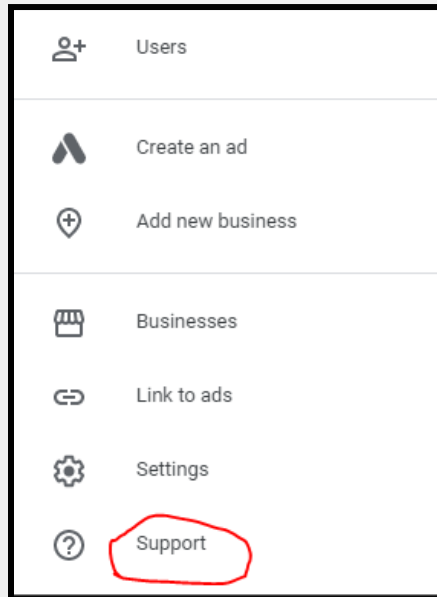 Users
Create an ad
Add new business
Businesses
Link to ads
Settings
Support